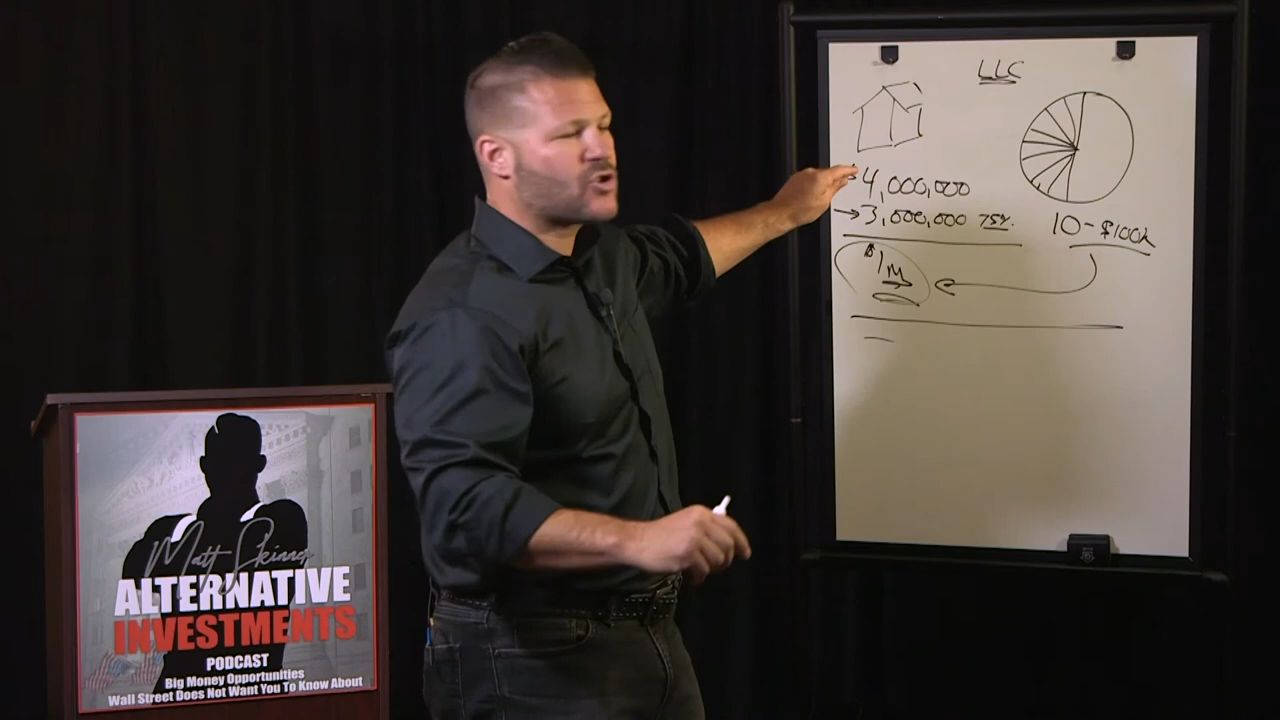 LLC
$4,000,000
→3,000,000 75%.
10-$100k
$1M
Matt Skinner
ALTERNATIVE
INVESTMENTS
PODCAST
Big Money Opportunities
Wall Street Does Not Want You To Know About